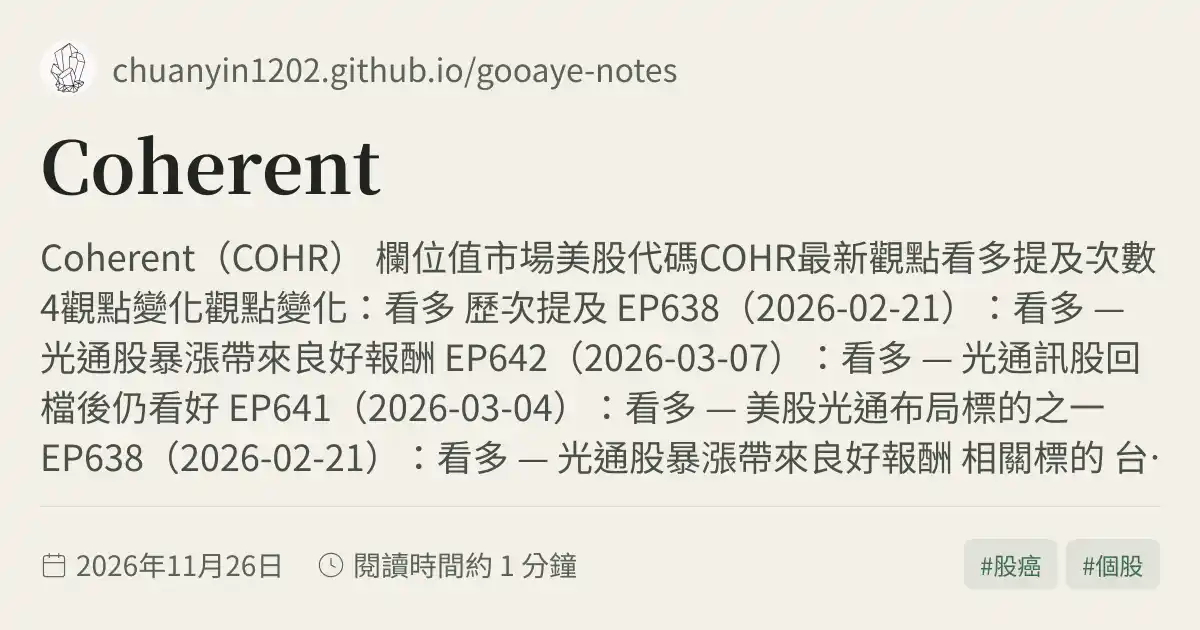 chuanyin1202.github.io/gooaye-notes
Coherent
Coherent（COHR） 欄位值市場美股代碼COHR最新觀點看多提及次數
4觀點變化觀點變化：看多 歷次提及 EP638（2026-02-21）：看多 —
光通股暴漲帶來良好報酬 EP642（2026-03-07）：看多 — 光通訊股回
檔後仍看好 EP641（2026-03-04）：看多 — 美股光通布局標的之一
EP638（2026-02-21）：看多 — 光通股暴漲帶來良好報酬 相關標的 台·
2026年11月26日 閱讀時間約 1 分鐘
#股癌 #個股